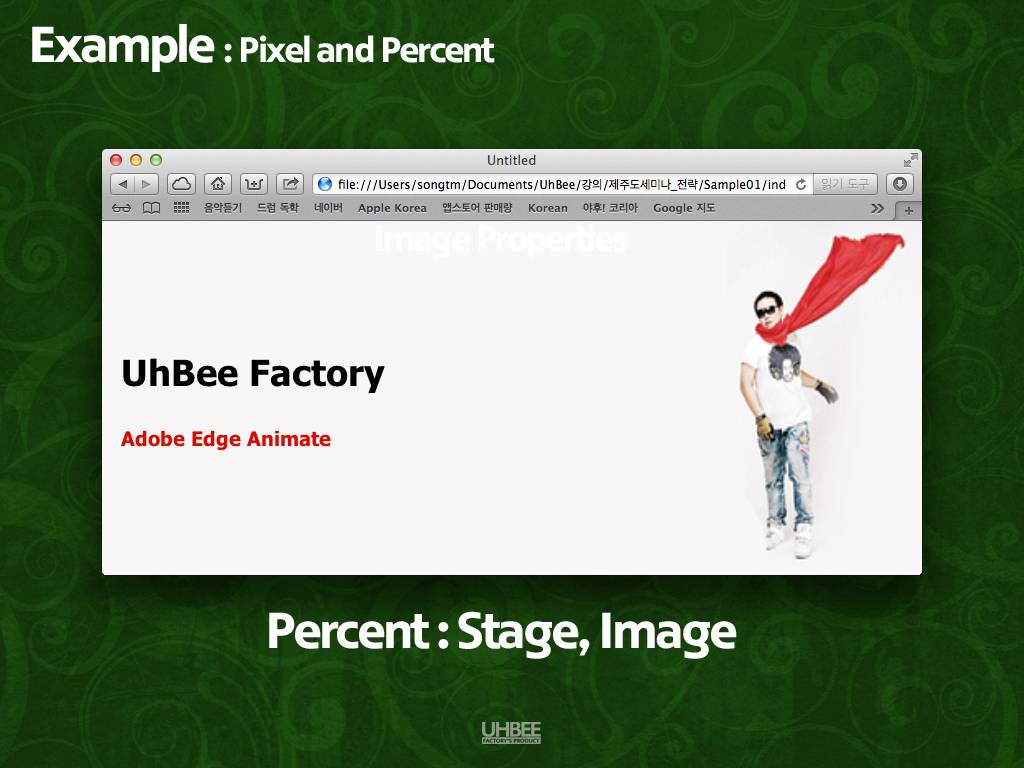 Example : Pixel and Percent
Untitled
file:///Users/songtm/Documents/UhBee/강의/제주도세미나_전략/Sample01/ind
읽기 도구
음악듣기 드럼 독학 네이버 Apple Korea 앱스토어 판매량 Korean 야후! 코리아 Google 지도
Image Properties
UhBee Factory
Adobe Edge Animate
Percent : Stage, Image
UHBEE
FACTORY'S PRODUCT